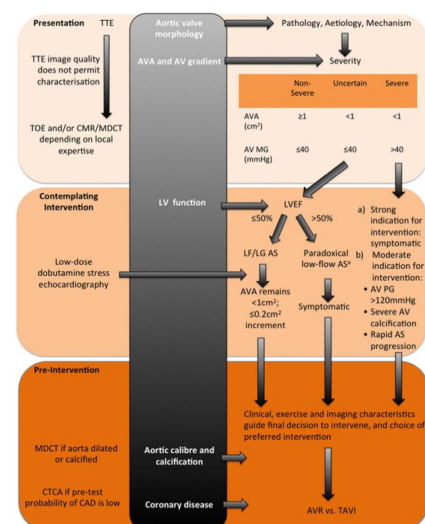 Presentation TTE
TTE image quality
does not permit
characterisation
TOE and/or CMR/MDCT
depending on local
expertise
Aortic valve
morphology
Pathology, Aetiology, Mechanism
AVA and AV gradient
Severity
Non-
Severe
Uncertain
Severe
AVA
(cm²)
≥1
<1
<1
AV MG
(mmHg)
≤40
≤40
>40
Contemplating
Intervention
LV function
LVEF
≤50%
>50%
Low-dose
dobutamine stress
echocardiography
LF/LG AS
AVA remains
<1cm²;
≤0.2cm²
increment
Paradoxical
low-flow ASᵃ
Symptomatic
a) Strong
indication for
intervention:
symptomatic
b) Moderate
indication for
intervention:
• AV PG
>120mmHg
• Severe AV
calcification
• Rapid AS
progression
Pre-Intervention
Clinical, exercise and imaging characteristics
guide final decision to intervene, and choice of
preferred intervention
MDCT if aorta dilated
or calcified
Aortic calibre and
calcification
CTCA if pre-test
probability of CAD is low
Coronary disease
AVR vs. TAVI